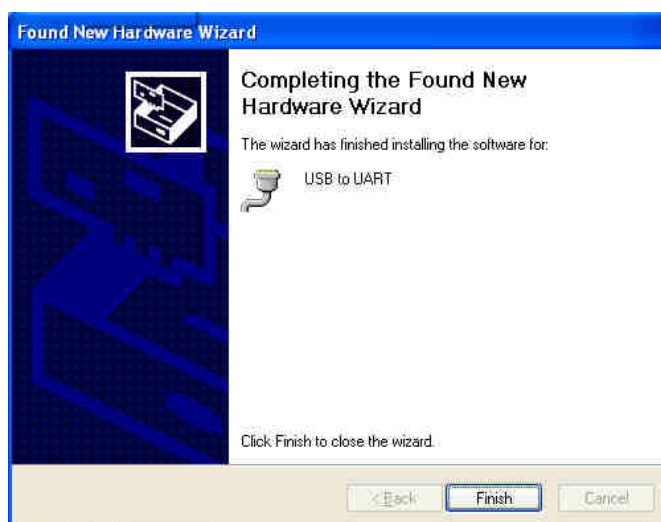 Found New Hardware Wizard
Completing the Found New
Hardware Wizard
The wizard has finished installing the software for:
USB to UART
Click Finish to close the wizard.
< Back
Finish
Cancel